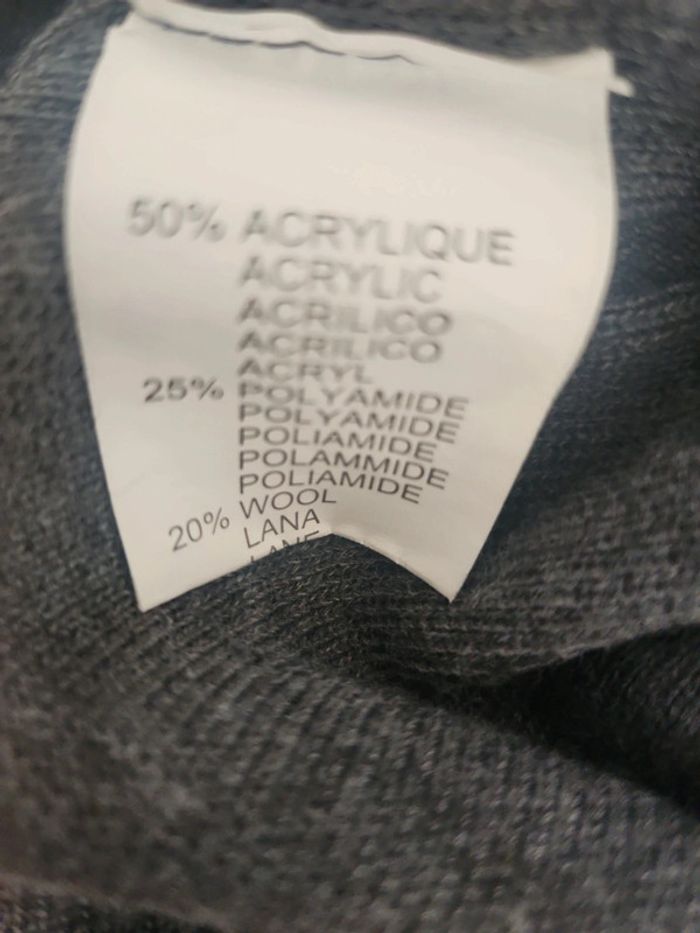 50% ACRYLIQUE
ACRYLIC
ACRILICO
ACRILICO
ACRYL
25% POLYAMIDE
POLYAMIDE
POLIAMIDE
POLAMMIDE
POLIAMIDE
20% WOOL
LANA